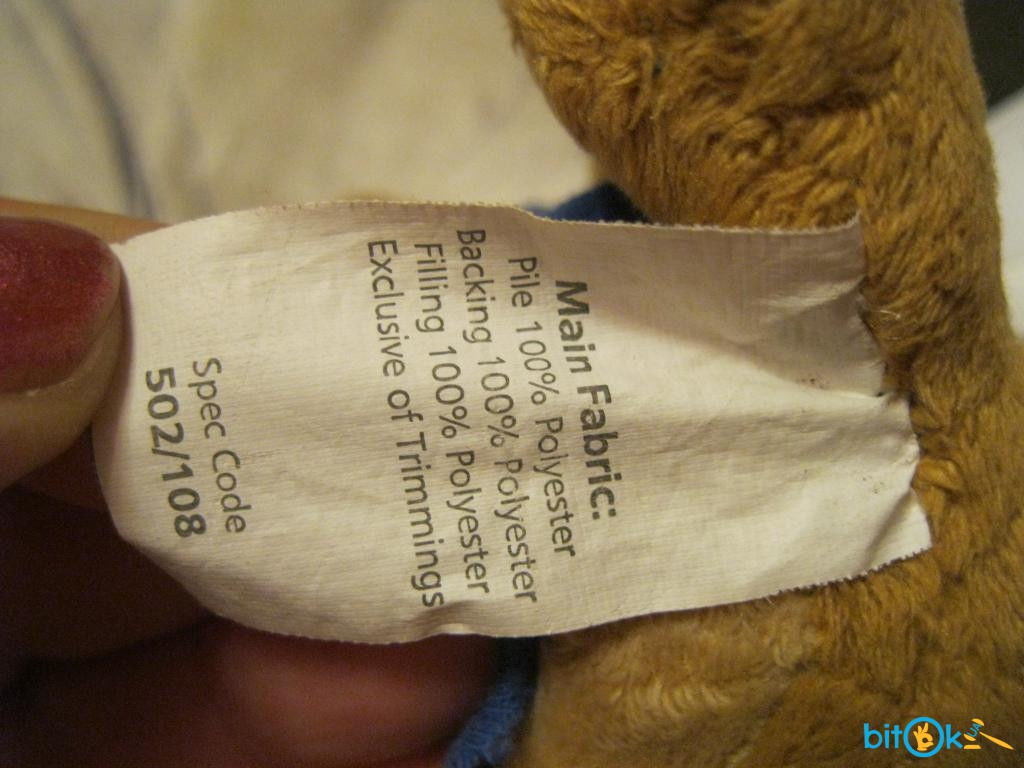 Main Fabric:
Pile 100% Polyester
Backing 100% Polyester
Filling 100% Polyester
Exclusive of Trimmings
Spec Code
502/108
bitOk
UA